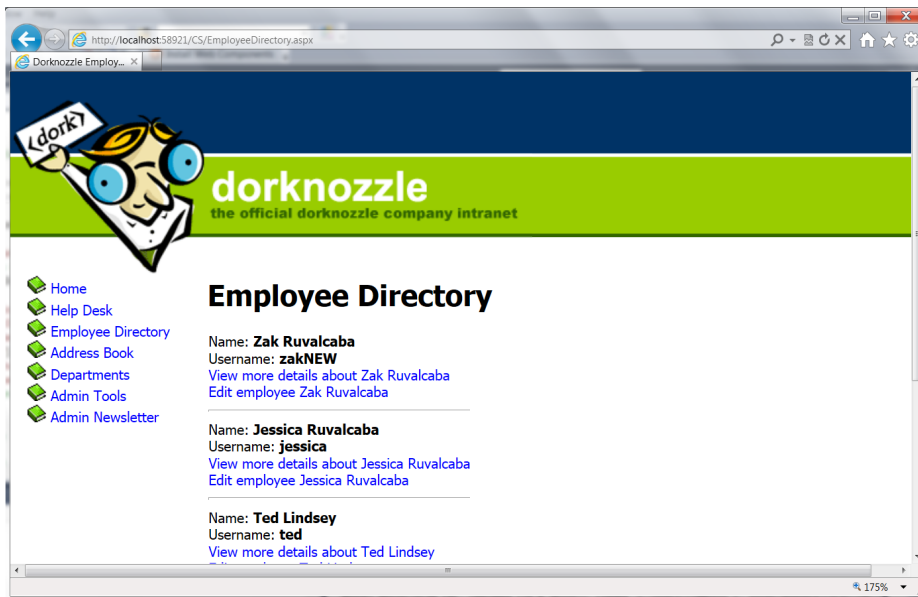 http://localhost:58921/CS/EmployeeDirectory.aspx
Dorknozzle Employ...
<dork>
dorknozzle
the official dorknozzle company intranet
Home
Help Desk
Employee Directory
Address Book
Departments
Admin Tools
Admin Newsletter
Employee Directory
Name: Zak Ruvalcaba
Username: zakNEW
View more details about Zak Ruvalcaba
Edit employee Zak Ruvalcaba
Name: Jessica Ruvalcaba
Username: jessica
View more details about Jessica Ruvalcaba
Edit employee Jessica Ruvalcaba
Name: Ted Lindsey
Username: ted
View more details about Ted Lindsey
175%